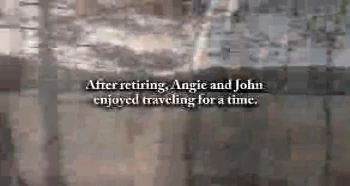 After retiring, Angie and John
enjoyed traveling for a time.